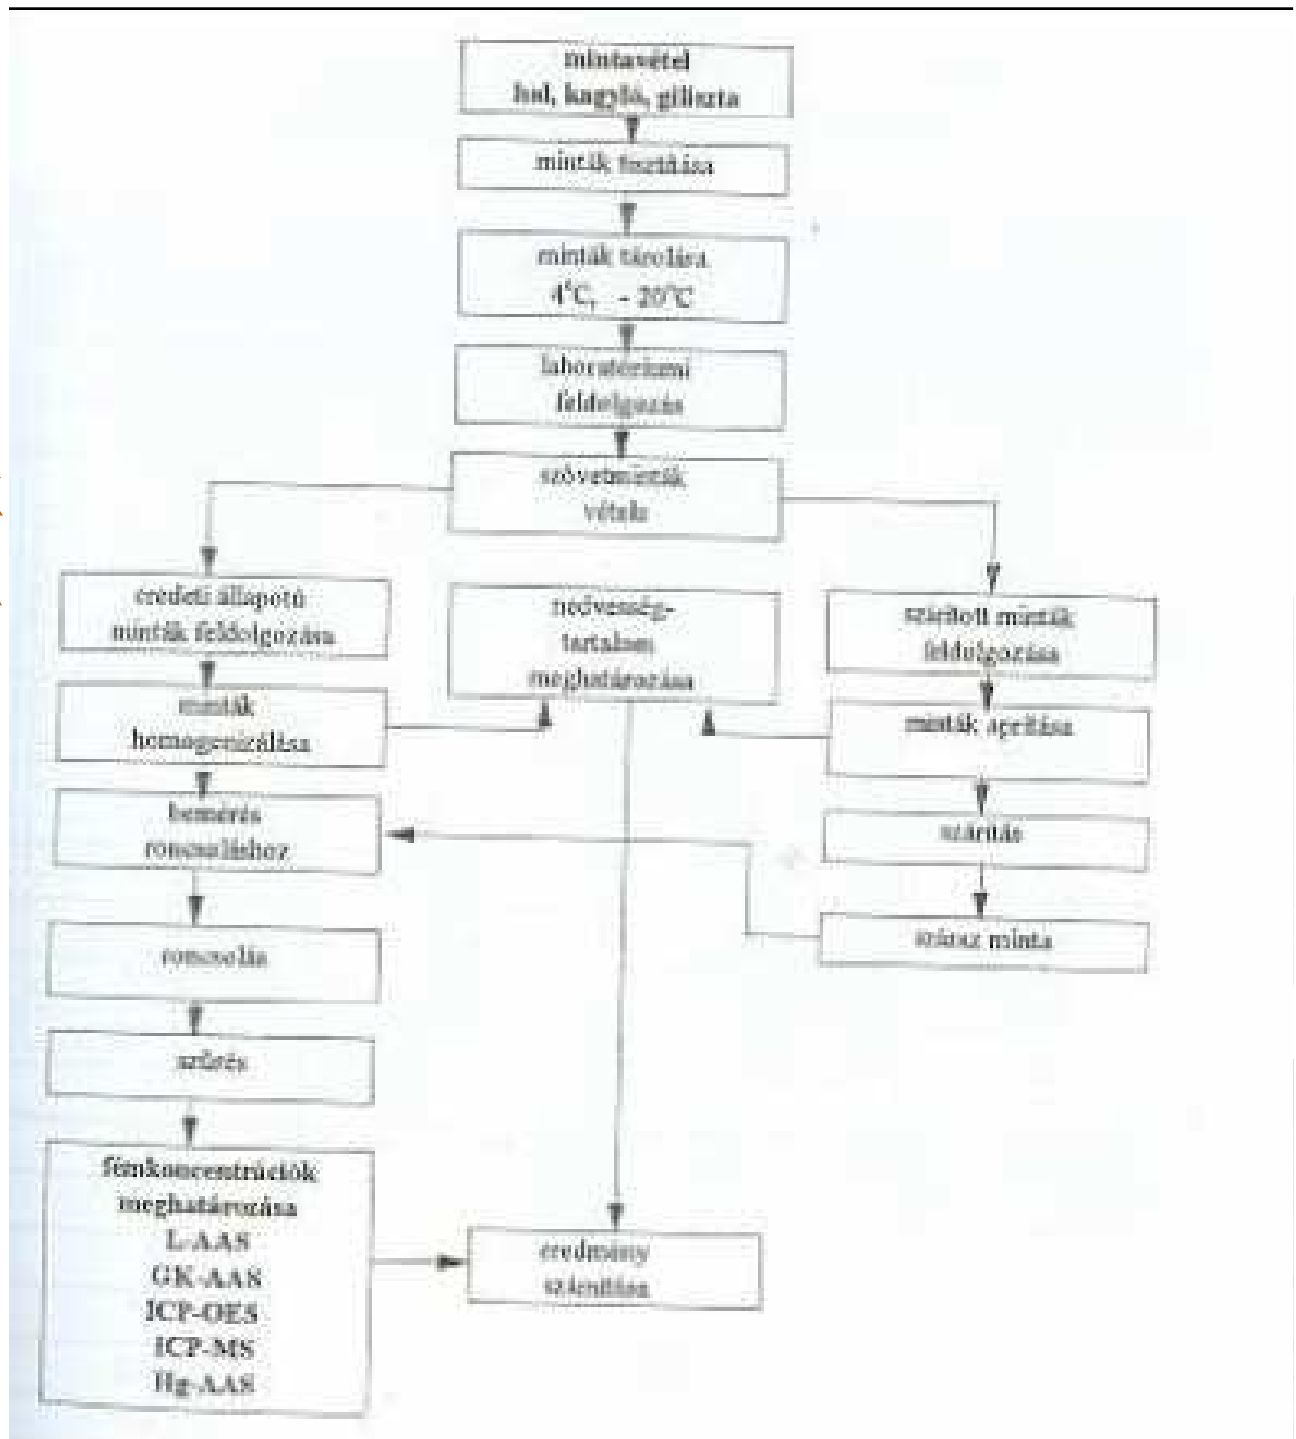 mintavétel
hal, kagyló, giliszta
minták tisztítása
minták tárolása
4°C, - 20°C
laboratóriumi
feldolgozás
szövetminták
vétele
eredeti állapotú
minták feldolgozása
minták
homogenizálása
bemérés
roncsoláshoz
roncsolás
szűrés
fémkoncentrációk
meghatározása
L-AAS
GK-AAS
ICP-OES
ICP-MS
Hg-AAS
nedvesség-
tartalom
meghatározása
szárított minták
feldolgozása
minták aprítása
szárítás
száraz minta
eredmény
számítása